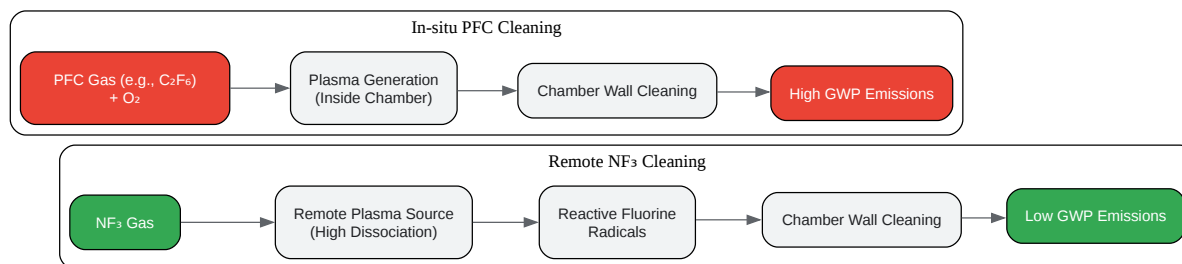 In-situ PFC Cleaning
PFC Gas (e.g., C₂F₆)
+ O₂
Plasma Generation
(Inside Chamber)
Chamber Wall Cleaning
High GWP Emissions
Remote NF₃ Cleaning
NF₃ Gas
Remote Plasma Source
(High Dissociation)
Reactive Fluorine
Radicals
Chamber Wall Cleaning
Low GWP Emissions